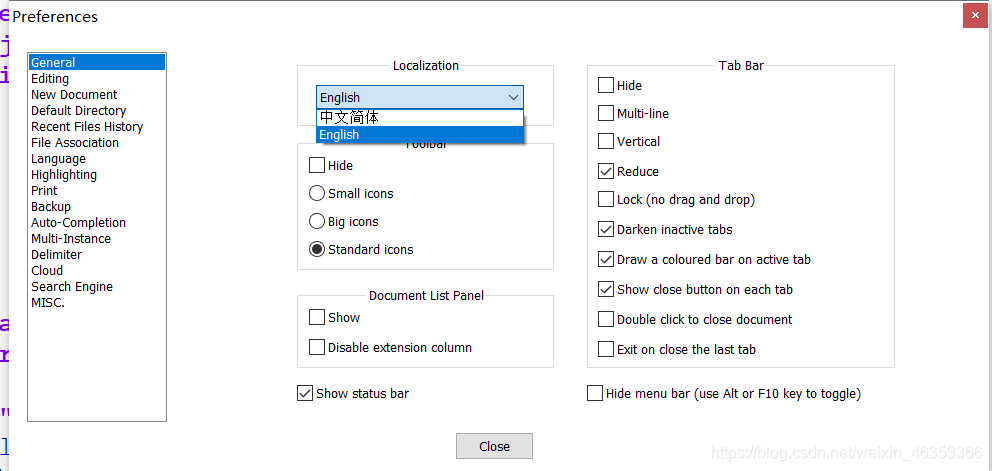 Preferences
General
Editing
New Document
Default Directory
Recent Files History
File Association
Language
Highlighting
Print
Backup
Auto-Completion
Multi-Instance
Delimiter
Cloud
Search Engine
MISC.
Localization
English
中文简体
English
Toolbar
Hide
Small icons
Big icons
Standard icons
Document List Panel
Show
Disable extension column
Show status bar
Tab Bar
Hide
Multi-line
Vertical
Reduce
Lock (no drag and drop)
Darken inactive tabs
Draw a coloured bar on active tab
Show close button on each tab
Double click to close document
Exit on close the last tab
Hide menu bar (use Alt or F10 key to toggle)
Close
https://blog.csdn.net/weixin_46353366